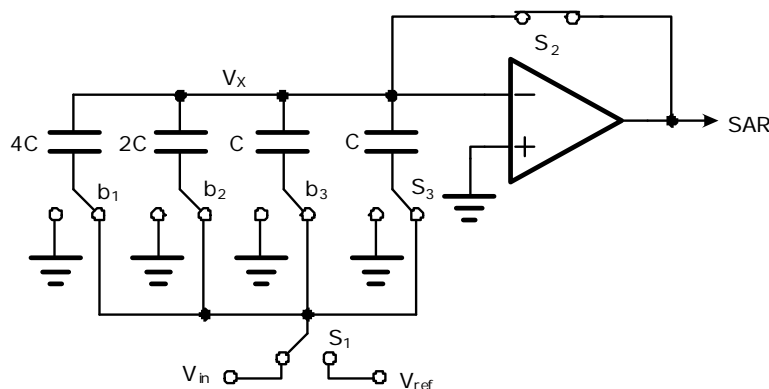 S₂
Vₓ
SAR
4C 2C C C
b₁ b₂ b₃ S₃
S₁
Vᵢₙ Vᵣₑf